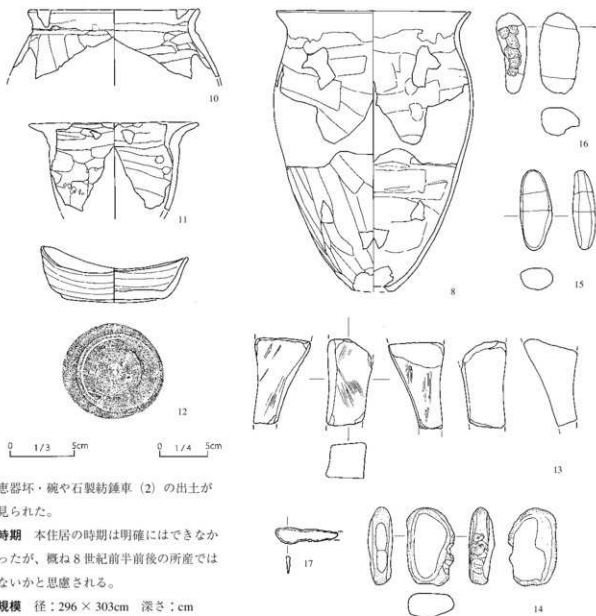 10
11
12
8
16
15
13
17
14
0 1/3 5cm
0 1/4 5cm
恵器坏・碗や石製紡錘車（2）の出土が
見られた。
時期　本住居の時期は明確にはできなか
ったが、概ね8世紀前半前後の所産では
ないかと思慮される。
規模　径：296 × 303cm　深さ：cm